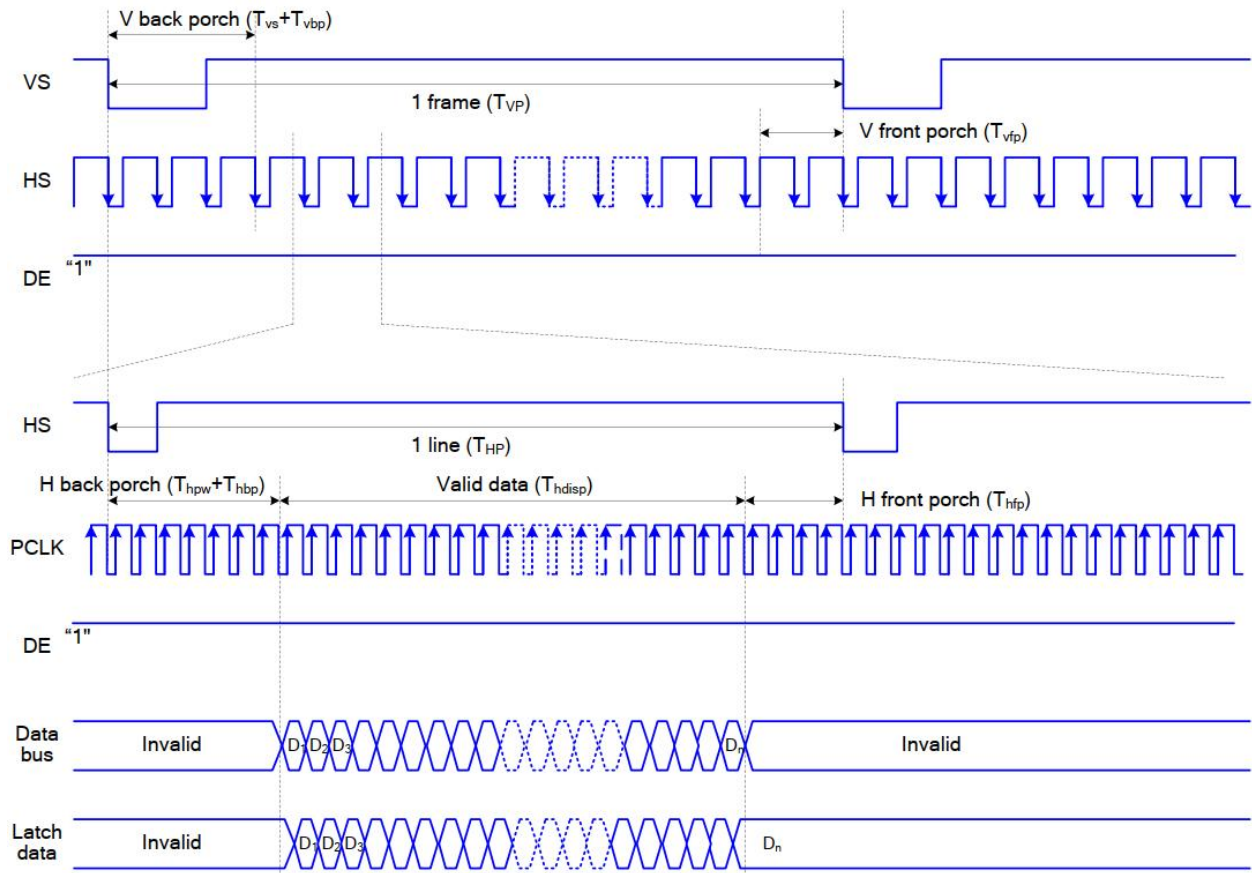 V back porch (Tvs+Tvbp)
VS
1 frame (TVP)
V front porch (Tvfp)
HS
DE "1"
HS
1 line (THP)
H back porch (Thpw+Thbp)
Valid data (Thdisp)
H front porch (Thfp)
PCLK
DE "1"
Data
bus
Invalid
D1 D2 D3
Dn
Invalid
Latch
data
Invalid
D1 D2 D3
Dn